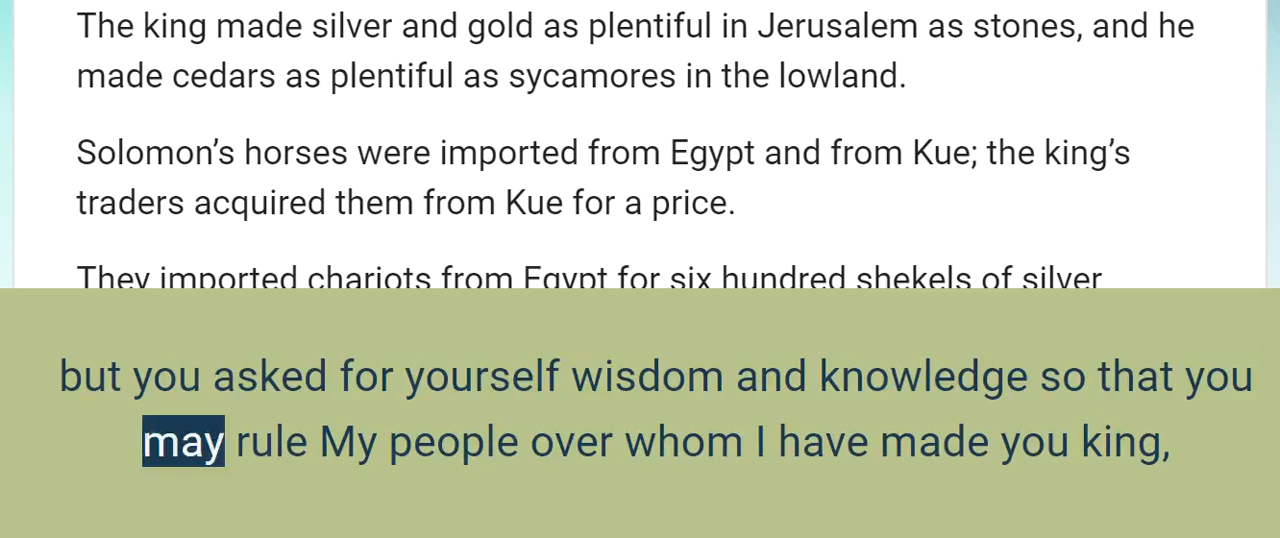 The king made silver and gold as plentiful in Jerusalem as stones, and he
made cedars as plentiful as sycamores in the lowland.
Solomon’s horses were imported from Egypt and from Kue; the king’s
traders acquired them from Kue for a price.
They imported chariots from Egypt for six hundred shekels of silver
but you asked for yourself wisdom and knowledge so that you
may rule My people over whom I have made you king,